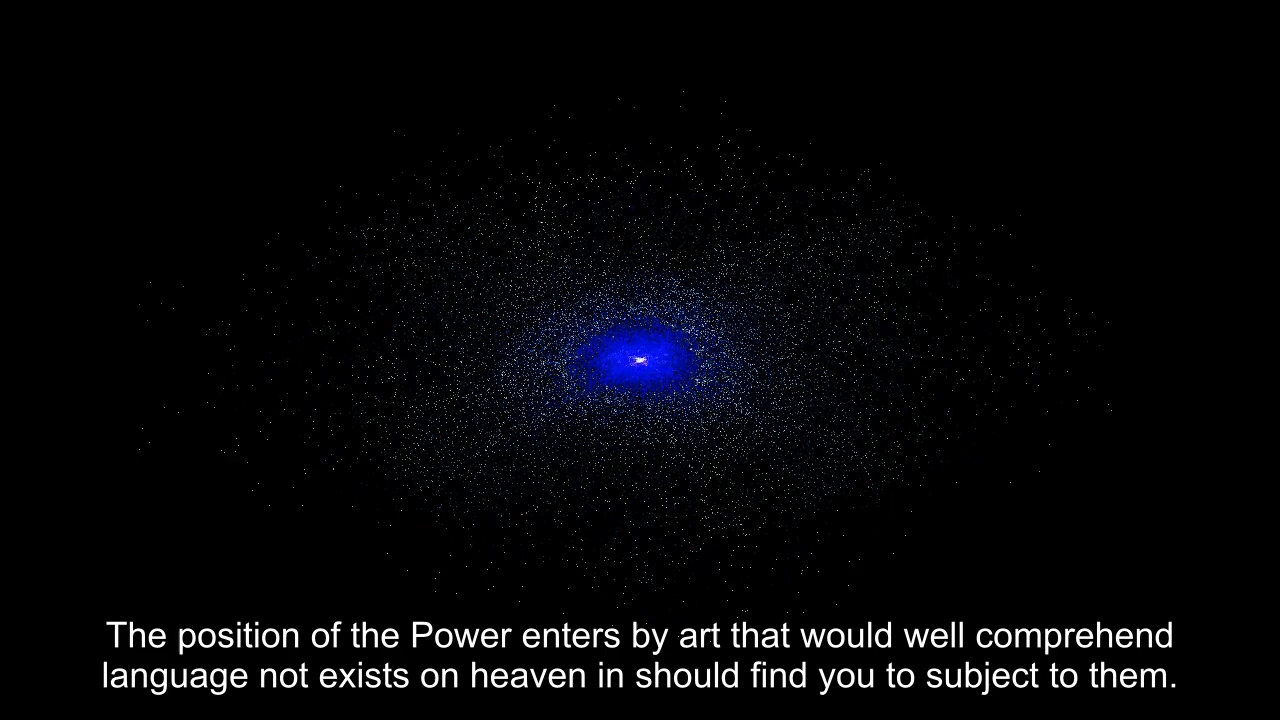 The position of the Power enters by art that would well comprehend
language not exists on heaven in should find you to subject to them.